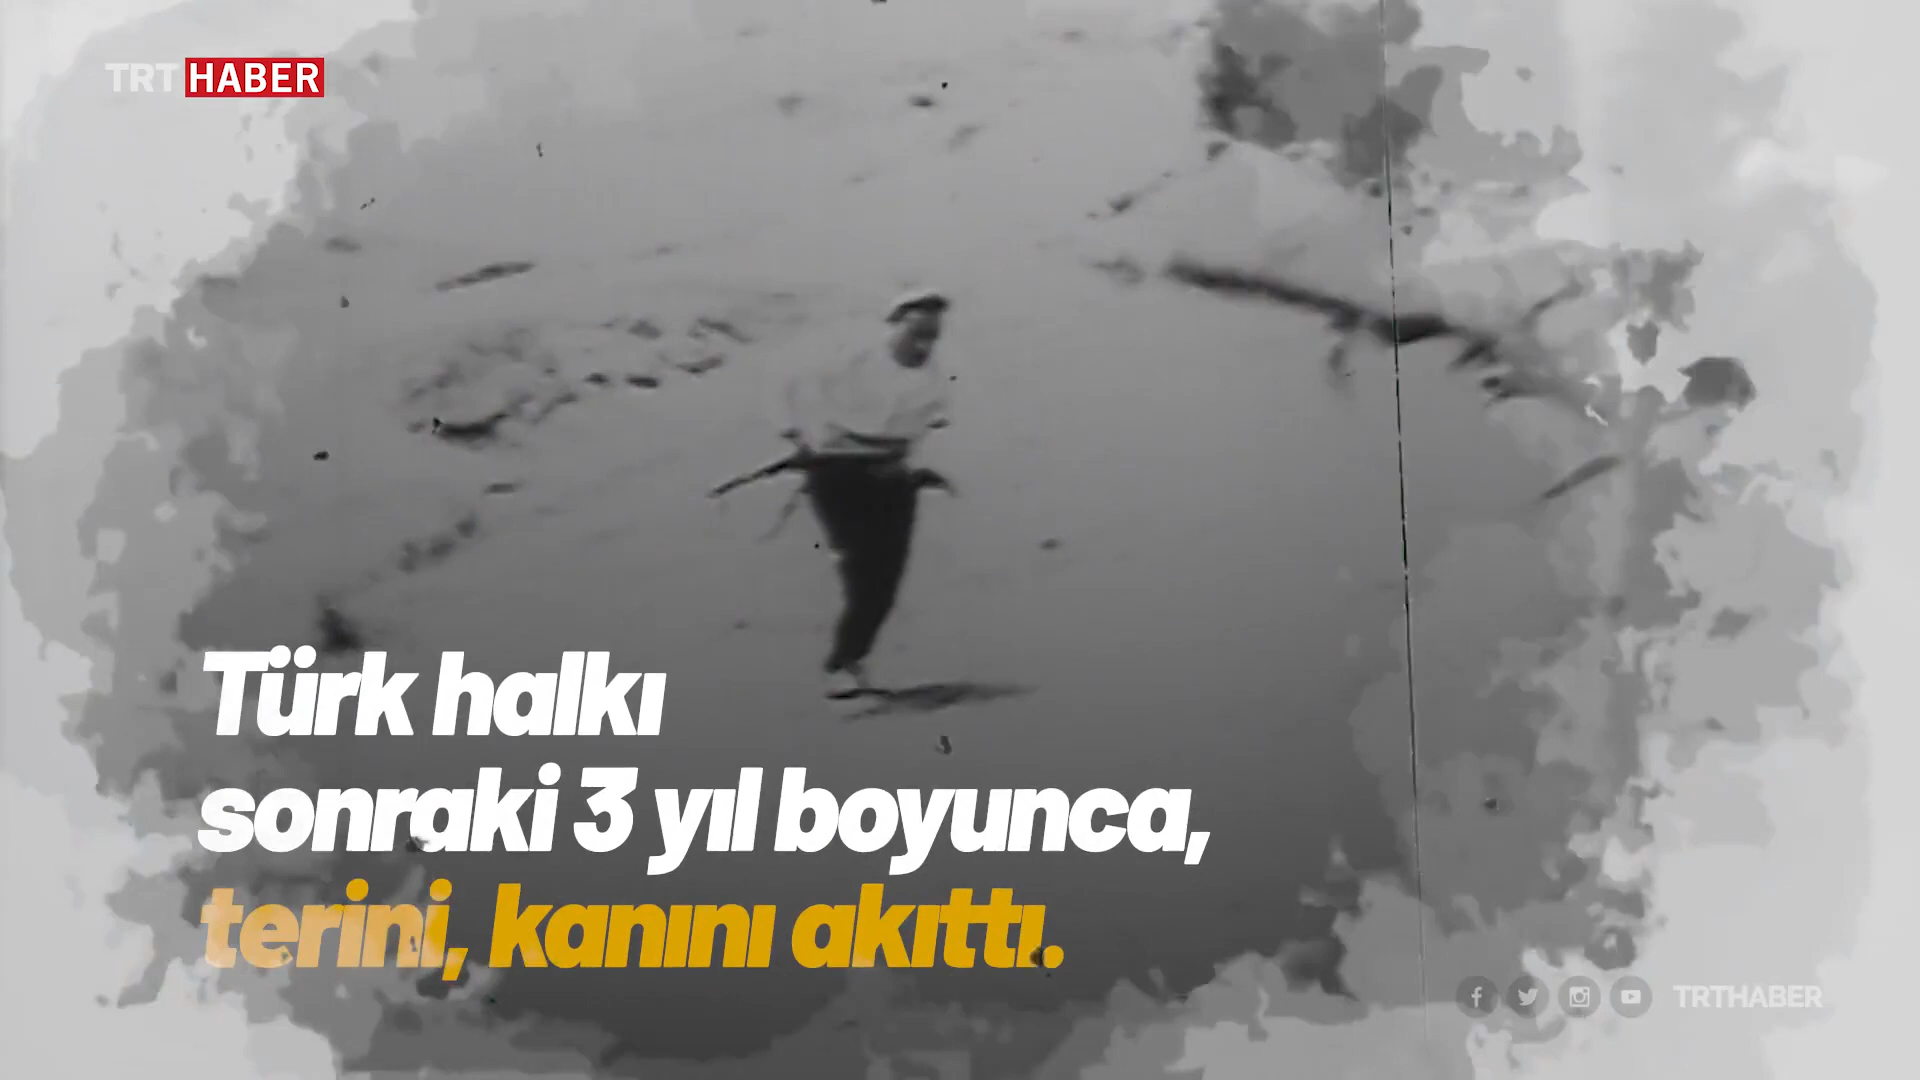 TRT HABER
Türk halkı
sonraki 3 yıl boyunca,
terini, kanını akıttı.
TRTHABER